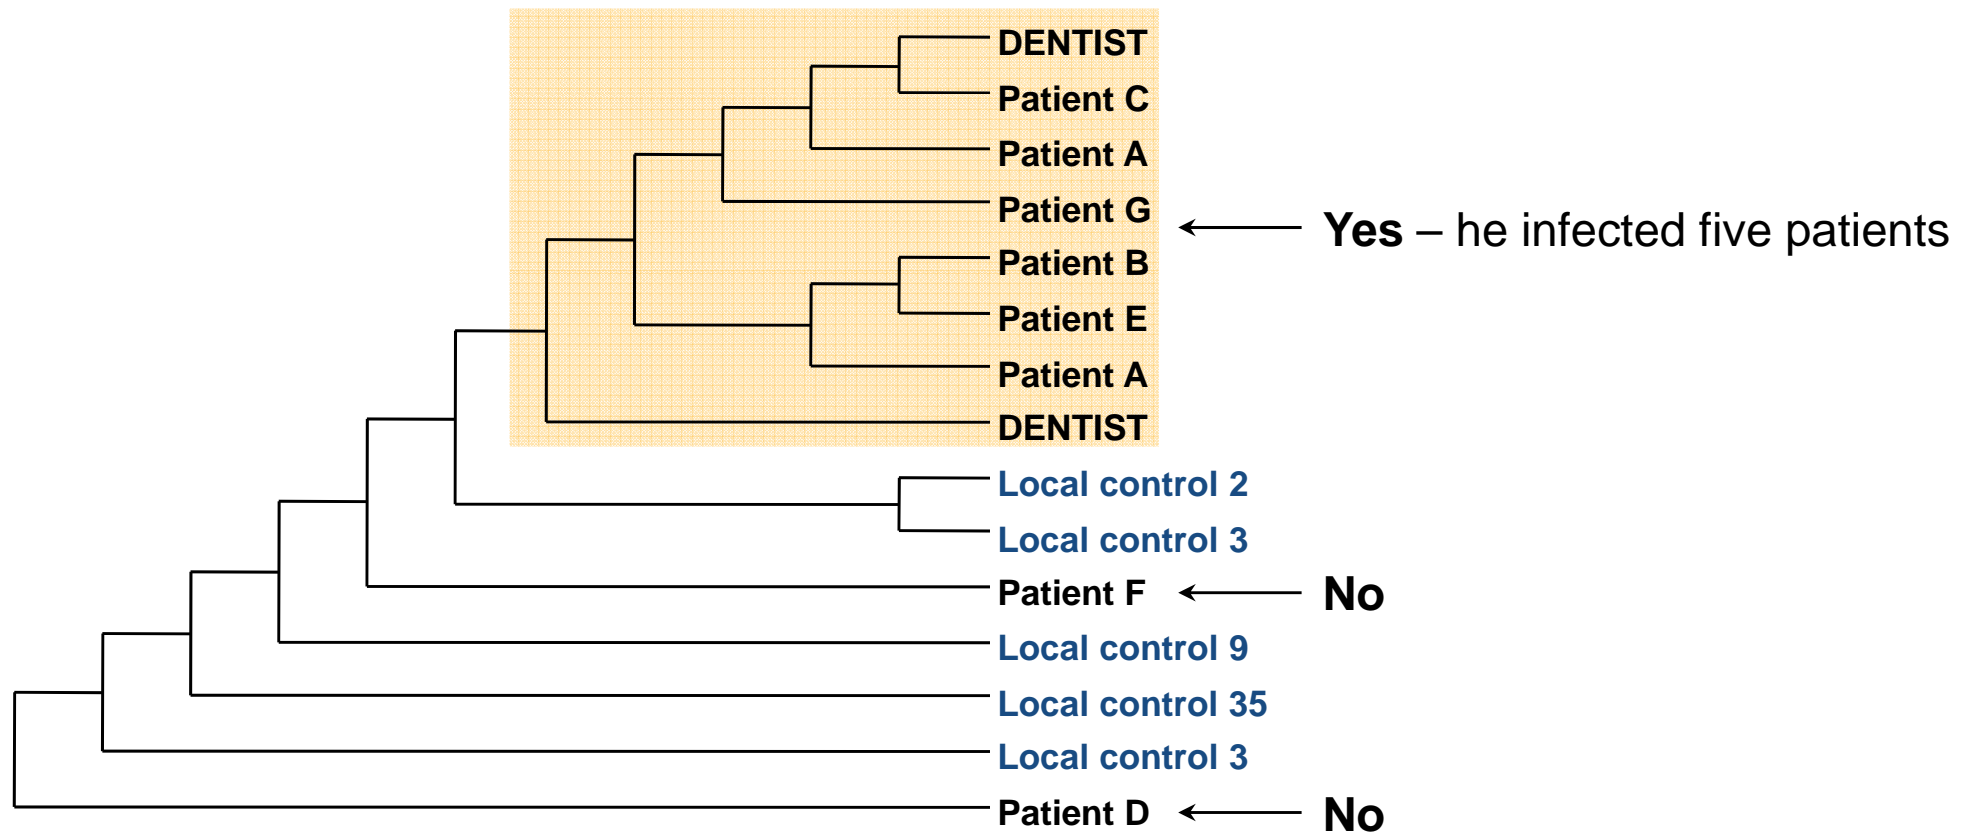 DENTIST
Patient C
Patient A
Patient G
Yes – he infected five patients
Patient B
Patient E
Patient A
DENTIST
Local control 2
Local control 3
Patient F
No
Local control 9
Local control 35
Local control 3
Patient D
No